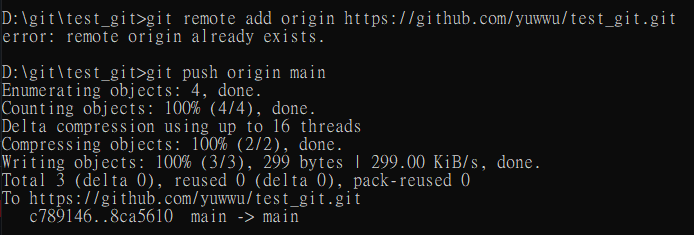 D:\git\test_git>git remote add origin https://github.com/yuwwu/test_git.git
error: remote origin already exists.
D:\git\test_git>git push origin main
Enumerating objects: 4, done.
Counting objects: 100% (4/4), done.
Delta compression using up to 16 threads
Compressing objects: 100% (2/2), done.
Writing objects: 100% (3/3), 299 bytes | 299.00 KiB/s, done.
Total 3 (delta 0), reused 0 (delta 0), pack-reused 0
To https://github.com/yuwwu/test_git.git
   c789146..8ca5610  main -> main